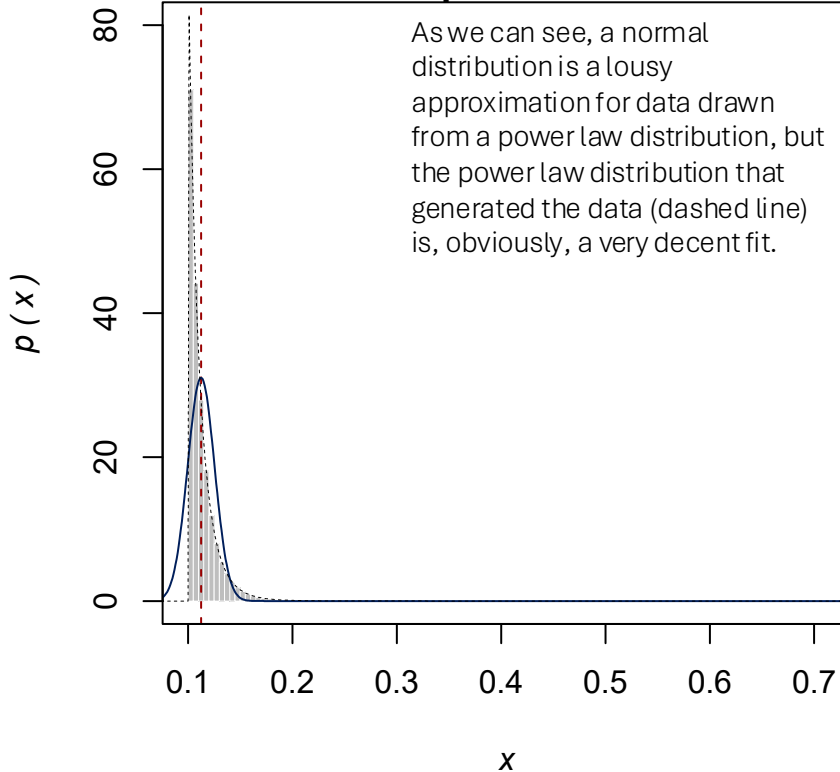 As we can see, a normal
distribution is a lousy
approximation for data drawn
from a power law distribution, but
the power law distribution that
generated the data (dashed line)
is, obviously, a very decent fit.
80
60
40
20
0
p ( x )
0.1 0.2 0.3 0.4 0.5 0.6 0.7
x